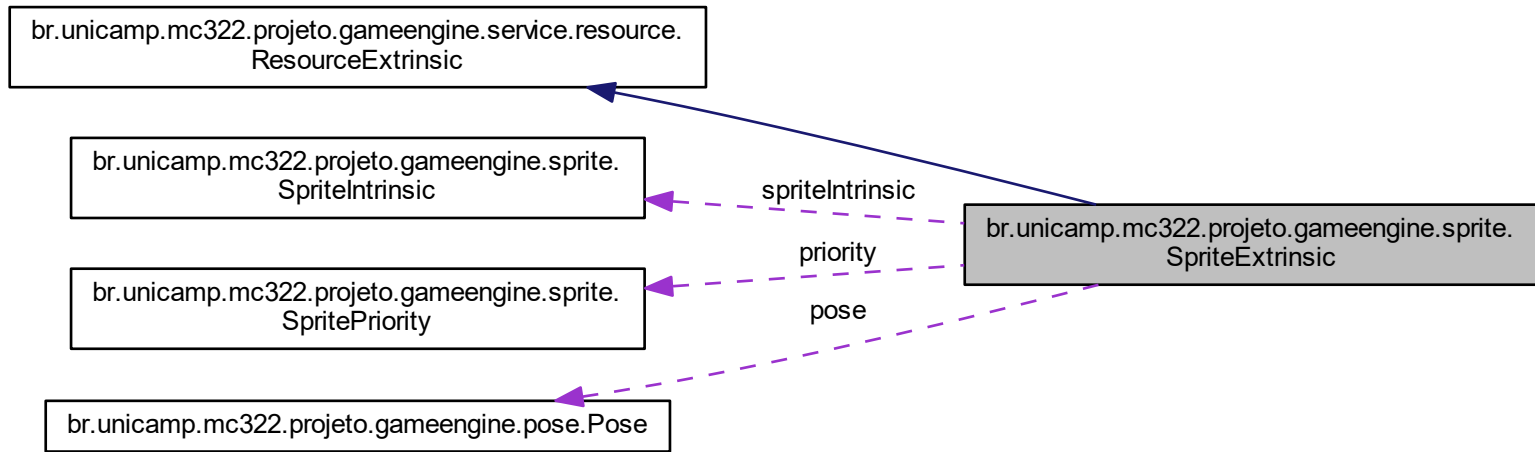 br.unicamp.mc322.projeto.gameengine.service.resource.
ResourceExtrinsic
br.unicamp.mc322.projeto.gameengine.sprite.
SpriteIntrinsic
spriteIntrinsic
br.unicamp.mc322.projeto.gameengine.sprite.
SpriteExtrinsic
priority
br.unicamp.mc322.projeto.gameengine.sprite.
SpritePriority
pose
br.unicamp.mc322.projeto.gameengine.pose.Pose